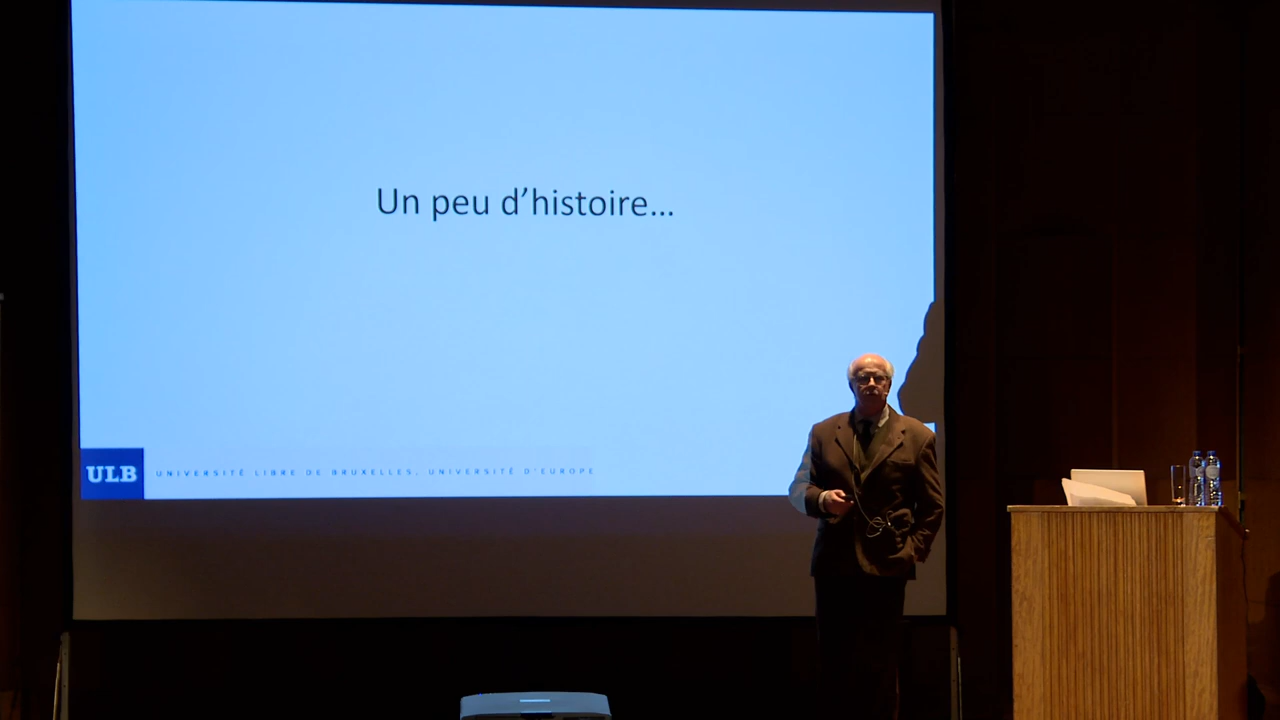 Un peu d’histoire...
ULB
UNIVERSITÉ LIBRE DE BRUXELLES, UNIVERSITÉ D'EUROPE